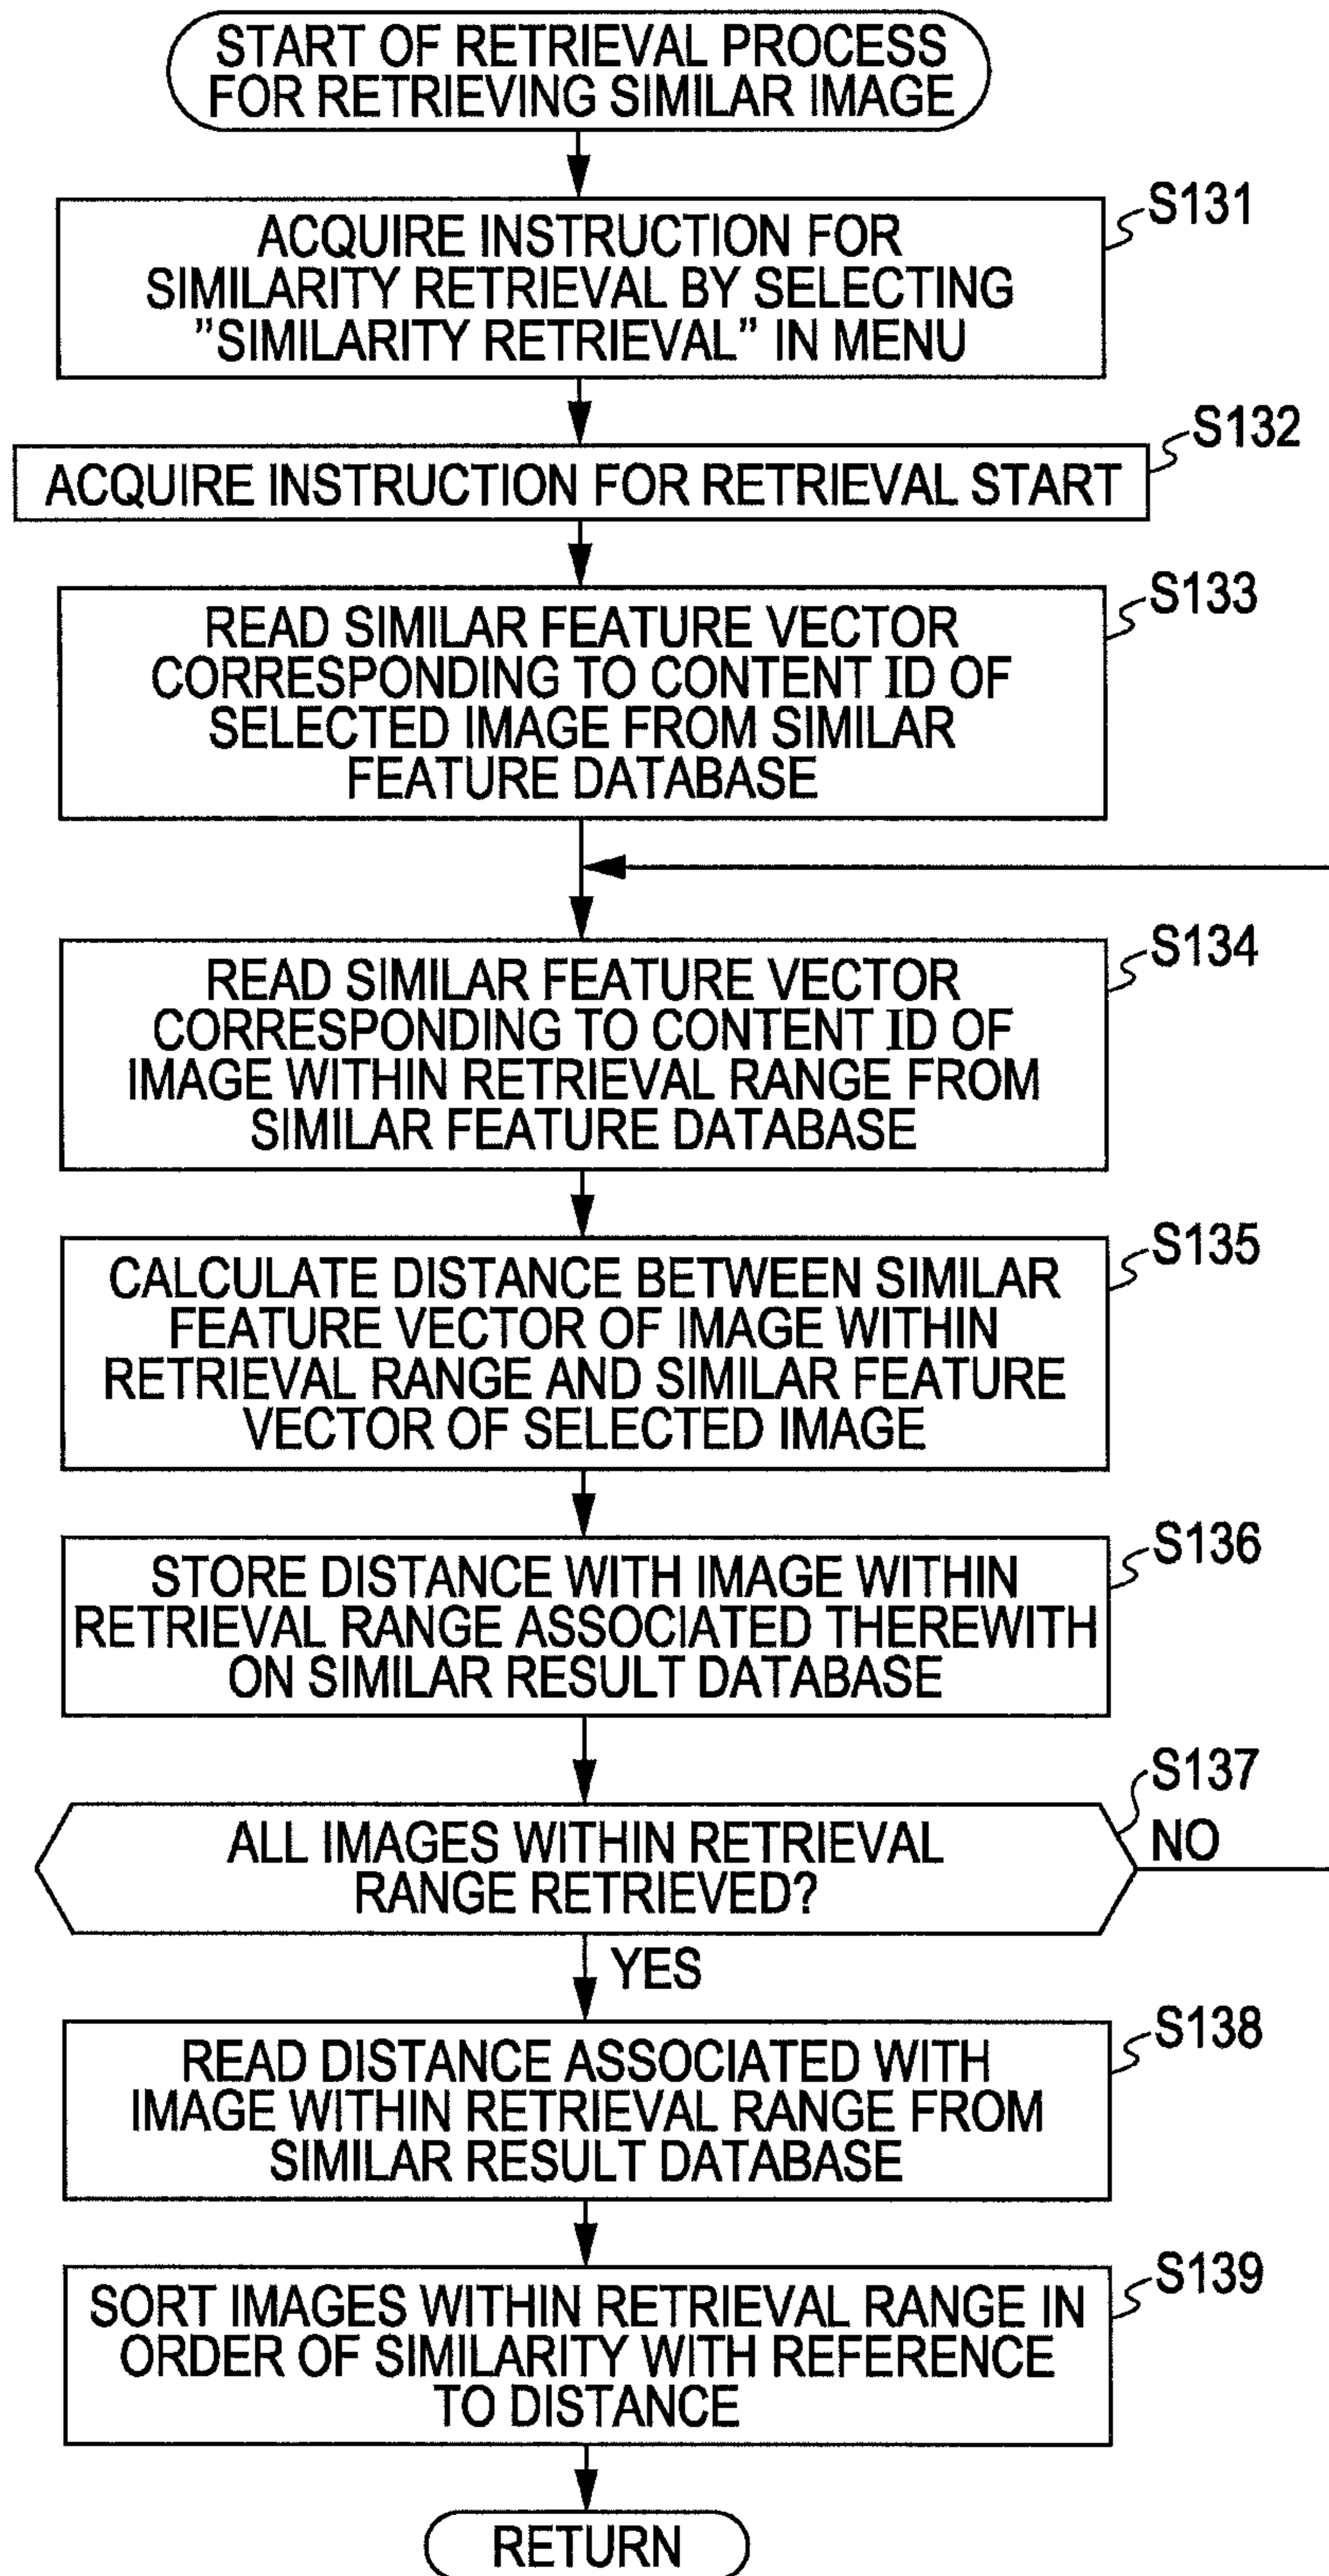 START OF RETRIEVAL PROCESS
FOR RETRIEVING SIMILAR IMAGE
S131
ACQUIRE INSTRUCTION FOR
SIMILARITY RETRIEVAL BY SELECTING
"SIMILARITY RETRIEVAL" IN MENU
S132
ACQUIRE INSTRUCTION FOR RETRIEVAL START
S133
READ SIMILAR FEATURE VECTOR
CORRESPONDING TO CONTENT ID OF
SELECTED IMAGE FROM SIMILAR
FEATURE DATABASE
S134
READ SIMILAR FEATURE VECTOR
CORRESPONDING TO CONTENT ID OF
IMAGE WITHIN RETRIEVAL RANGE FROM
SIMILAR FEATURE DATABASE
S135
CALCULATE DISTANCE BETWEEN SIMILAR
FEATURE VECTOR OF IMAGE WITHIN
RETRIEVAL RANGE AND SIMILAR FEATURE
VECTOR OF SELECTED IMAGE
S136
STORE DISTANCE WITH IMAGE WITHIN
RETRIEVAL RANGE ASSOCIATED THEREWITH
ON SIMILAR RESULT DATABASE
S137
ALL IMAGES WITHIN RETRIEVAL
RANGE RETRIEVED?
NO
YES
S138
READ DISTANCE ASSOCIATED WITH
IMAGE WITHIN RETRIEVAL RANGE FROM
SIMILAR RESULT DATABASE
S139
SORT IMAGES WITHIN RETRIEVAL RANGE IN
ORDER OF SIMILARITY WITH REFERENCE
TO DISTANCE
RETURN